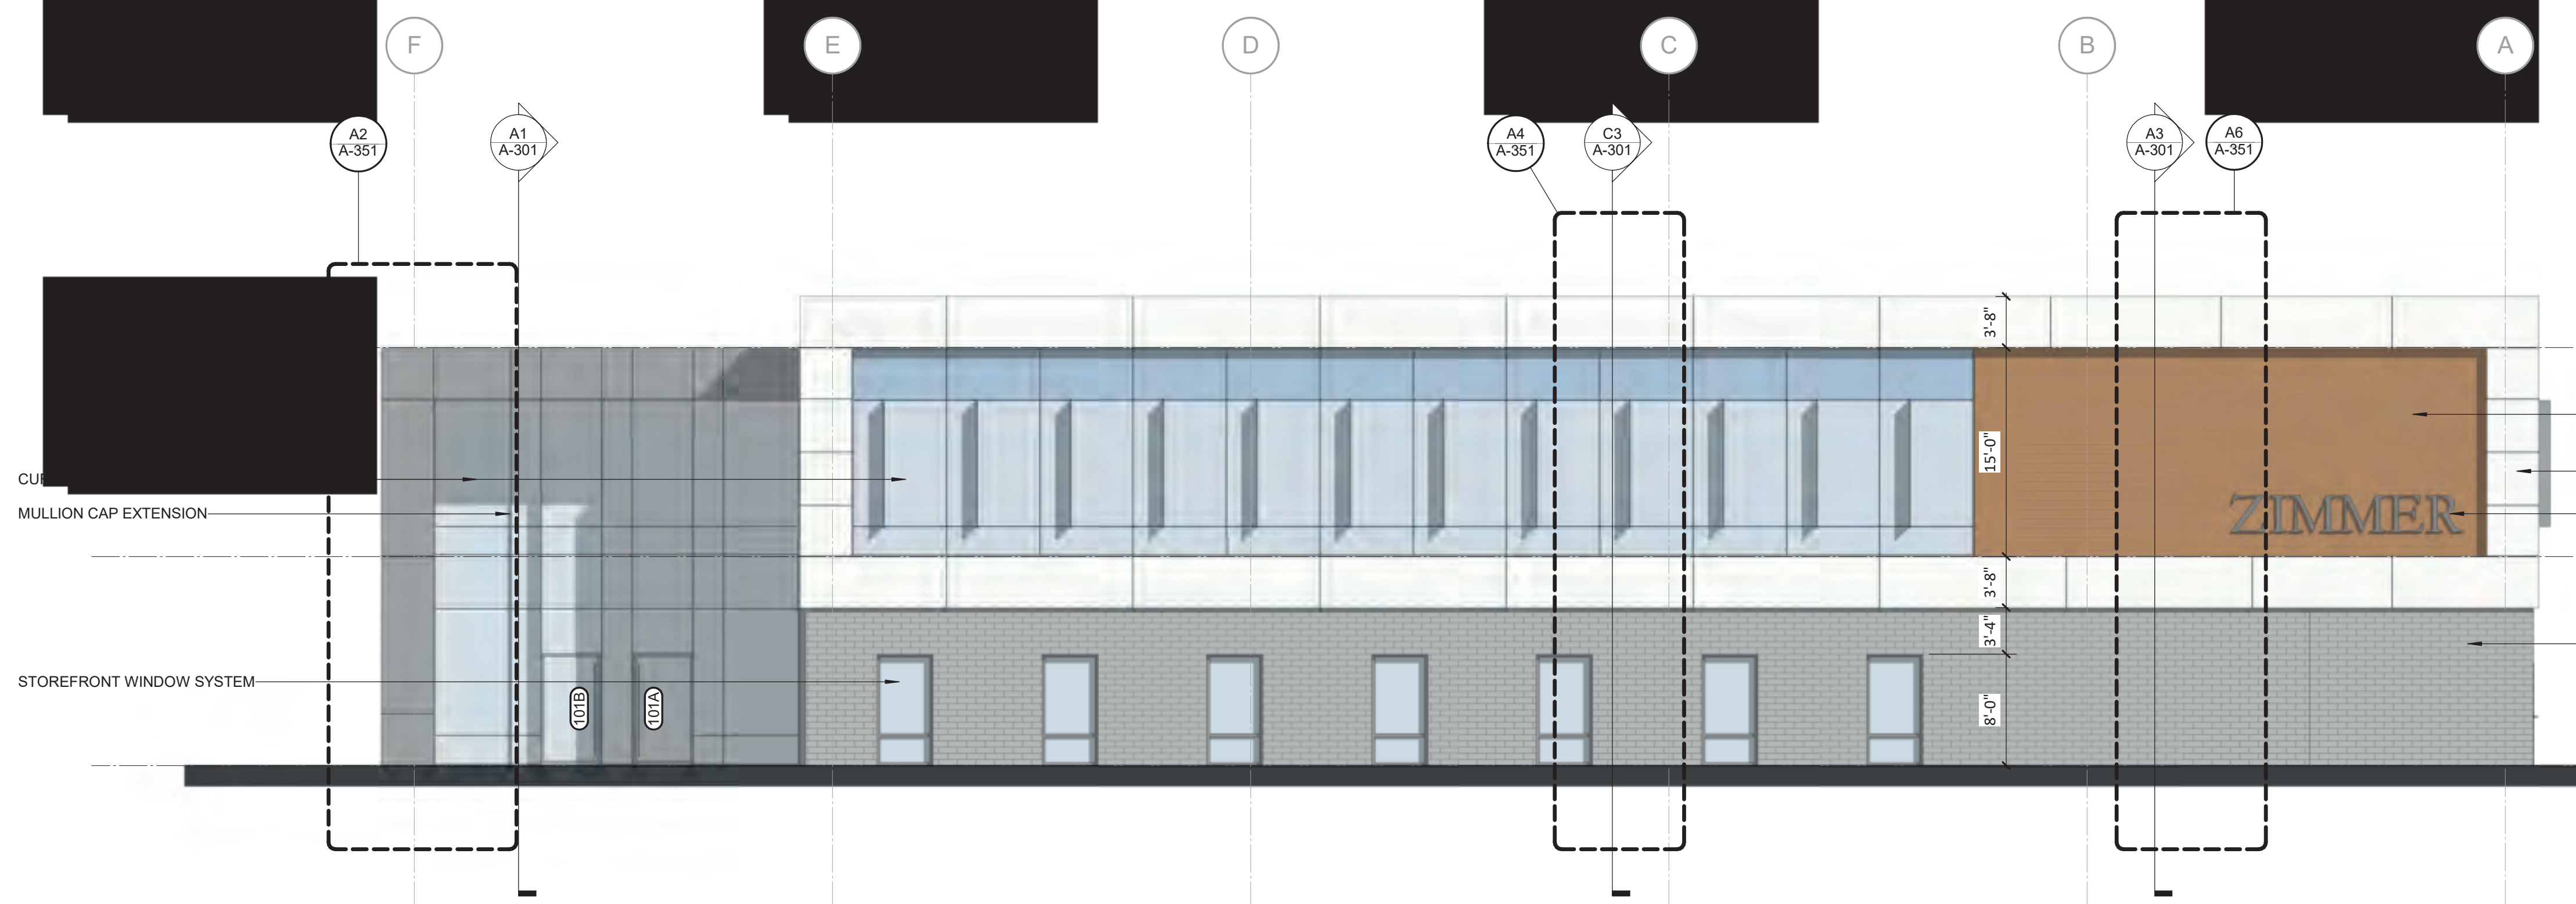 F
E
D
C
B
A
A2
A-351
A1
A-301
A4
A-351
C3
A-301
A3
A-301
A6
A-351
3'-8"
15'-0"
3'-8"
3'-4"
8'-0"
MULLION CAP EXTENSION
STOREFRONT WINDOW SYSTEM
101B
101A
ZIMMER